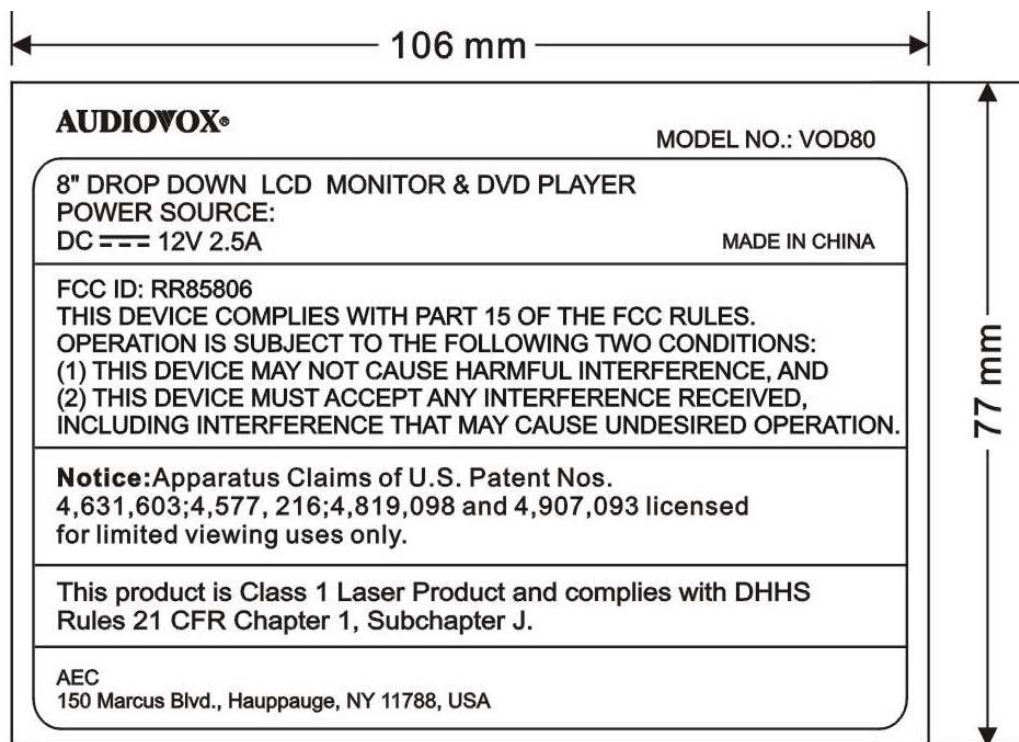 106 mm
AUDIOVOX®
MODEL NO.: VOD80
8" DROP DOWN LCD MONITOR & DVD PLAYER
POWER SOURCE:
DC 12V 2.5A
MADE IN CHINA
FCC ID: RR85806
THIS DEVICE COMPLIES WITH PART 15 OF THE FCC RULES.
OPERATION IS SUBJECT TO THE FOLLOWING TWO CONDITIONS:
(1) THIS DEVICE MAY NOT CAUSE HARMFUL INTERFERENCE, AND
(2) THIS DEVICE MUST ACCEPT ANY INTERFERENCE RECEIVED,
INCLUDING INTERFERENCE THAT MAY CAUSE UNDESIRED OPERATION.
Notice:Apparatus Claims of U.S. Patent Nos.
4,631,603;4,577, 216;4,819,098 and 4,907,093 licensed
for limited viewing uses only.
This product is Class 1 Laser Product and complies with DHHS
Rules 21 CFR Chapter 1, Subchapter J.
AEC
150 Marcus Blvd., Hauppauge, NY 11788, USA
77 mm